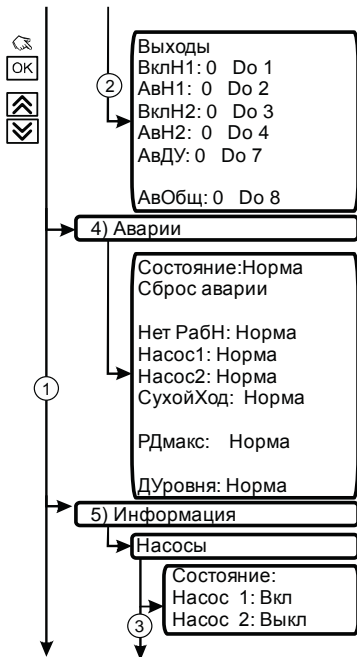 OK
2
Выходы
ВклН1: 0 Do 1
АвН1: 0 Do 2
ВклН2: 0 Do 3
АвН2: 0 Do 4
АвДУ: 0 Do 7
АвОбщ: 0 Do 8
4) Аварии
Состояние:Норма
Сброс аварии
Нет РабН: Норма
Насос1: Норма
Насос2: Норма
СухойХод: Норма
РДмакс: Норма
ДУровня: Норма
1
5) Информация
Насосы
Состояние:
Насос 1: Вкл
Насос 2: Выкл
3